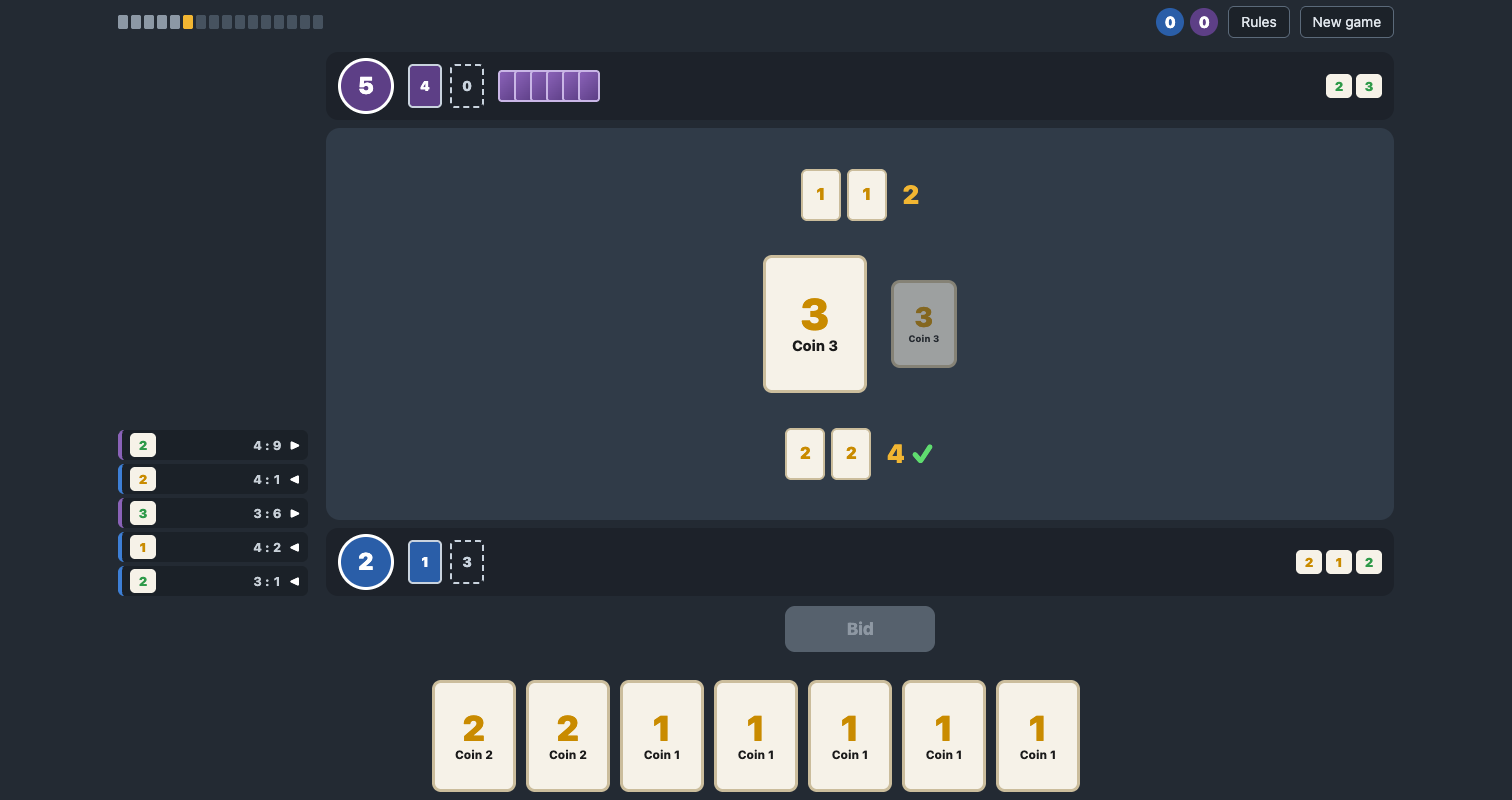 0 0 Rules New game
5 4 0 2 3
1 1 2
3
Coin 3
3
Coin 3
2 2 4
2 4 : 9
2 4 : 1
3 3 : 6
1 4 : 2
2 3 : 1
2 1 3 2 1 2
Bid
2 2 1 1 1 1 1
Coin 2 Coin 2 Coin 1 Coin 1 Coin 1 Coin 1 Coin 1